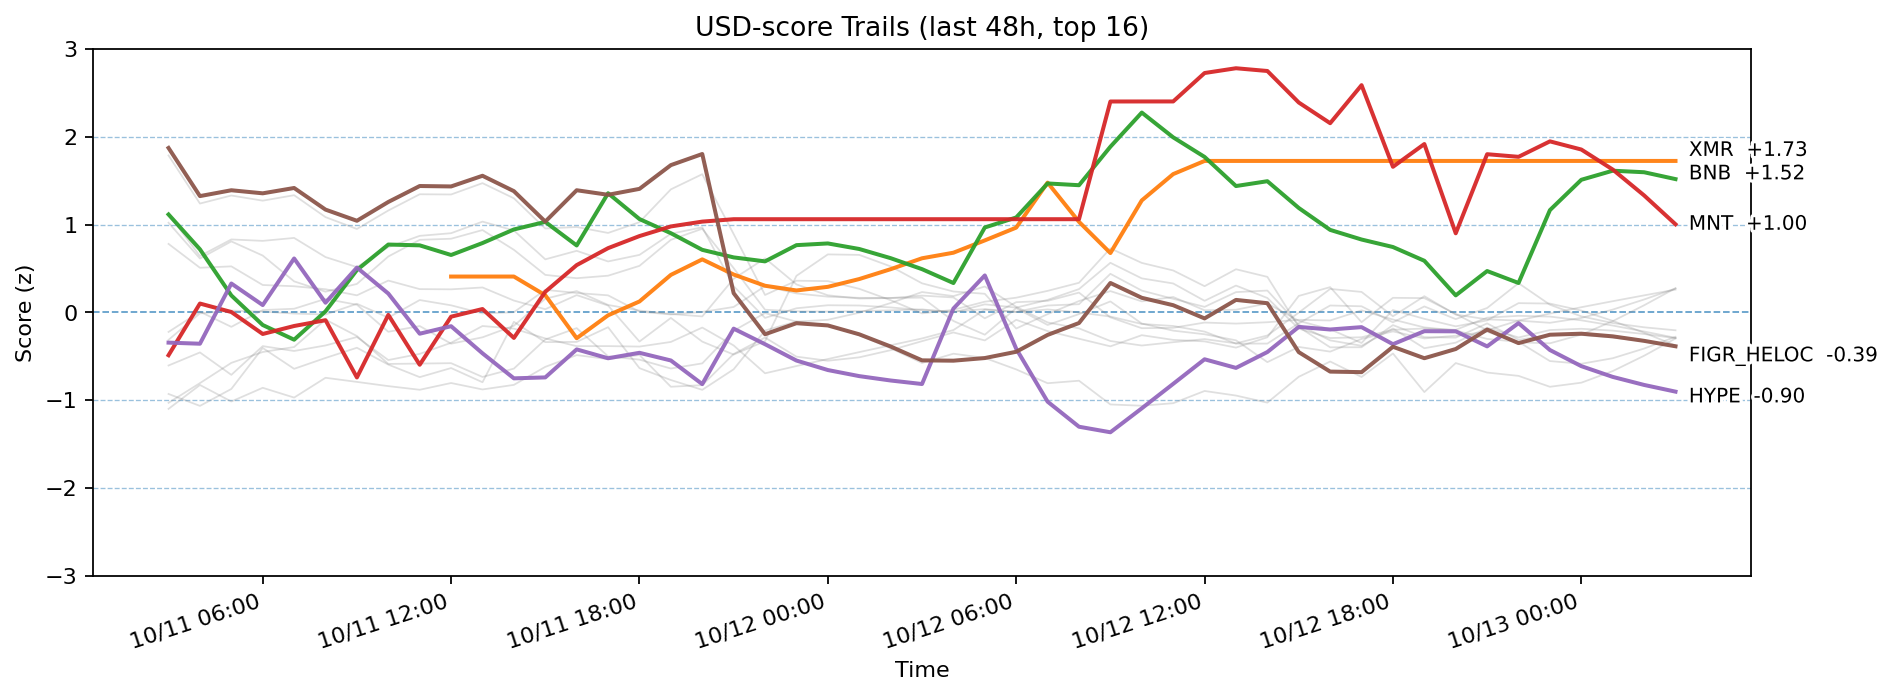 USD-score Trails (last 48h, top 16)
3
2
1
0
−1
−2
−3
Score (z)
XMR +1.73
BNB +1.52
MNT +1.00
FIGR_HELOC -0.39
HYPE -0.90
10/11 06:00
10/11 12:00
10/11 18:00
10/12 00:00
10/12 06:00
10/12 12:00
10/12 18:00
10/13 00:00
Time